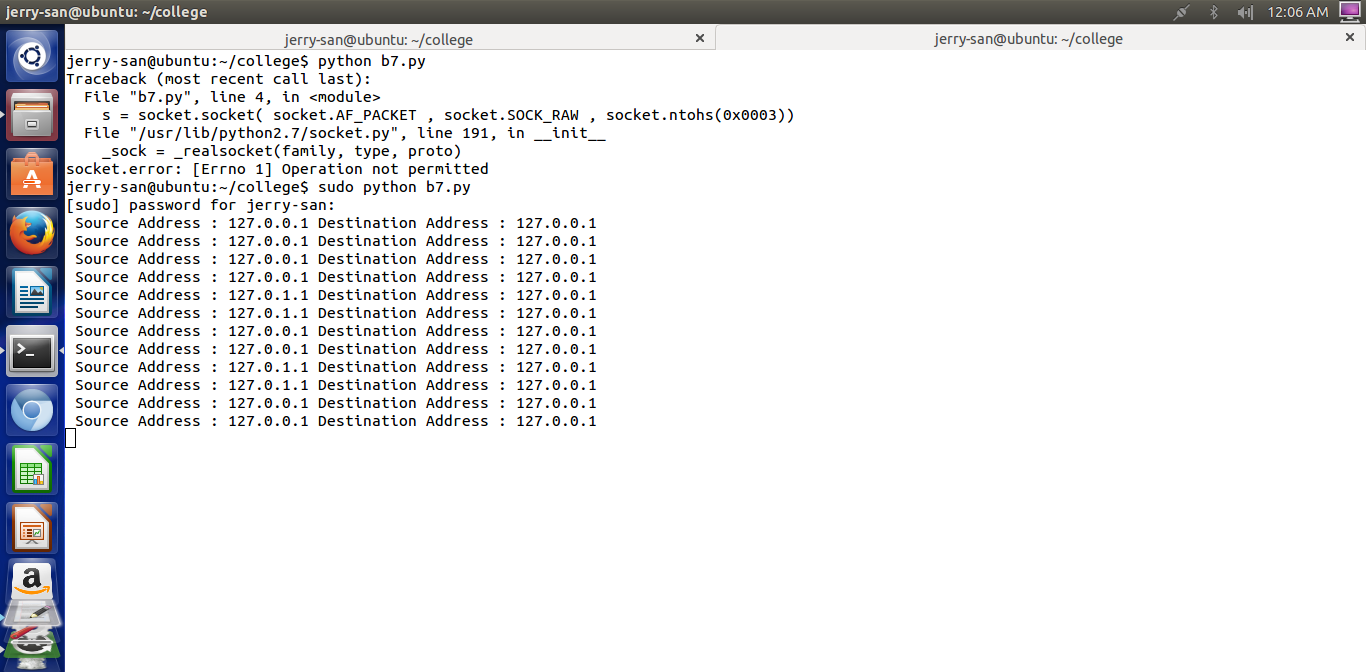 jerry-san@ubuntu: ~/college
12:06 AM
jerry-san@ubuntu: ~/college
jerry-san@ubuntu: ~/college
jerry-san@ubuntu:~/college$ python b7.py
Traceback (most recent call last):
  File "b7.py", line 4, in <module>
    s = socket.socket( socket.AF_PACKET , socket.SOCK_RAW , socket.ntohs(0x0003))
  File "/usr/lib/python2.7/socket.py", line 191, in __init__
    _sock = _realsocket(family, type, proto)
socket.error: [Errno 1] Operation not permitted
jerry-san@ubuntu:~/college$ sudo python b7.py
[sudo] password for jerry-san:
 Source Address : 127.0.0.1 Destination Address : 127.0.0.1
 Source Address : 127.0.0.1 Destination Address : 127.0.0.1
 Source Address : 127.0.0.1 Destination Address : 127.0.0.1
 Source Address : 127.0.0.1 Destination Address : 127.0.0.1
 Source Address : 127.0.1.1 Destination Address : 127.0.0.1
 Source Address : 127.0.1.1 Destination Address : 127.0.0.1
 Source Address : 127.0.0.1 Destination Address : 127.0.0.1
 Source Address : 127.0.0.1 Destination Address : 127.0.0.1
 Source Address : 127.0.1.1 Destination Address : 127.0.0.1
 Source Address : 127.0.1.1 Destination Address : 127.0.0.1
 Source Address : 127.0.0.1 Destination Address : 127.0.0.1
 Source Address : 127.0.0.1 Destination Address : 127.0.0.1